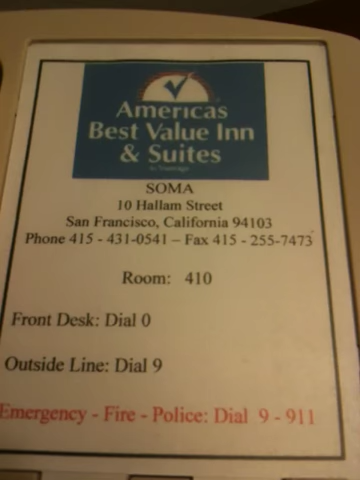 Americas
Best Value Inn
& Suites
SOMA
10 Hallam Street
San Francisco, California 94103
Phone 415 - 431-0541 – Fax 415 - 255-7473
Room: 410
Front Desk: Dial 0
Outside Line: Dial 9
Emergency - Fire - Police: Dial 9 - 911